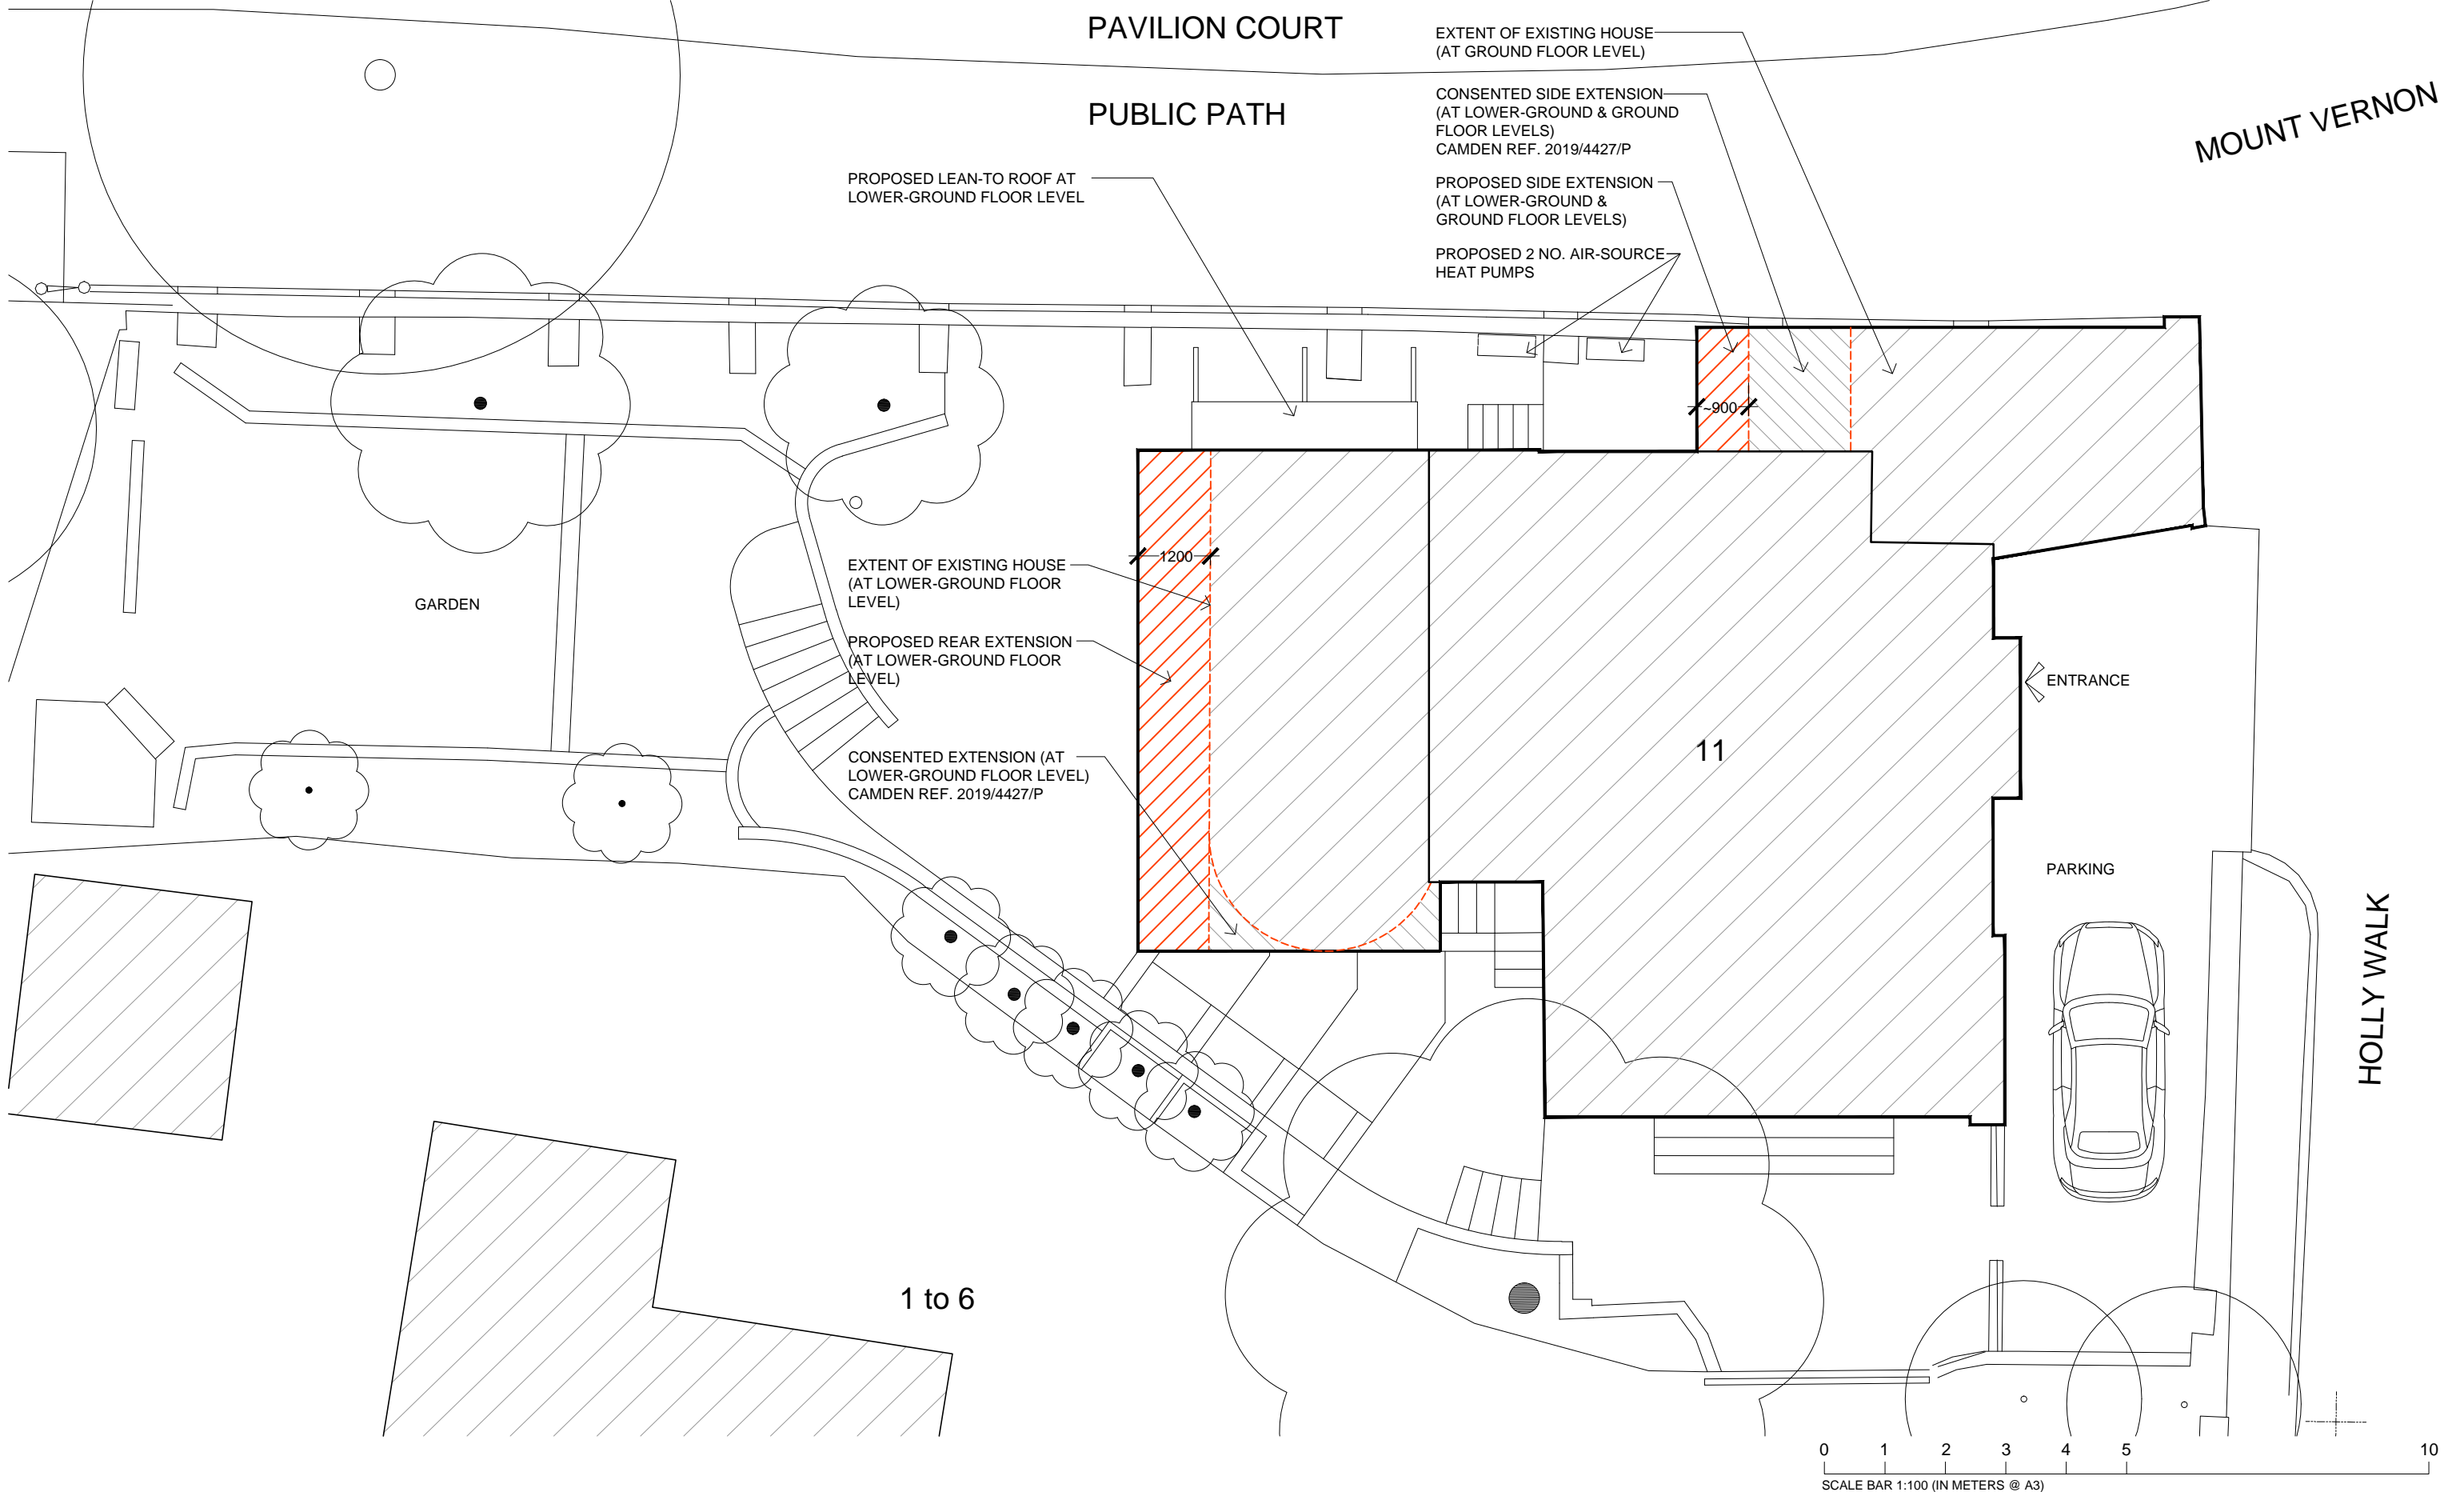 PAVILION COURT
PUBLIC PATH
MOUNT VERNON
EXTENT OF EXISTING HOUSE
(AT GROUND FLOOR LEVEL)
CONSENTED SIDE EXTENSION
(AT LOWER-GROUND & GROUND
FLOOR LEVELS)
CAMDEN REF. 2019/4427/P
PROPOSED LEAN-TO ROOF AT
LOWER-GROUND FLOOR LEVEL
PROPOSED SIDE EXTENSION
(AT LOWER-GROUND &
GROUND FLOOR LEVELS)
PROPOSED 2 NO. AIR-SOURCE
HEAT PUMPS
~900
1200
EXTENT OF EXISTING HOUSE
(AT LOWER-GROUND FLOOR
LEVEL)
GARDEN
PROPOSED REAR EXTENSION
(AT LOWER-GROUND FLOOR
LEVEL)
ENTRANCE
11
CONSENTED EXTENSION (AT
LOWER-GROUND FLOOR LEVEL)
CAMDEN REF. 2019/4427/P
PARKING
HOLLY WALK
1 to 6
0 1 2 3 4 5 10
SCALE BAR 1:100 (IN METERS @ A3)